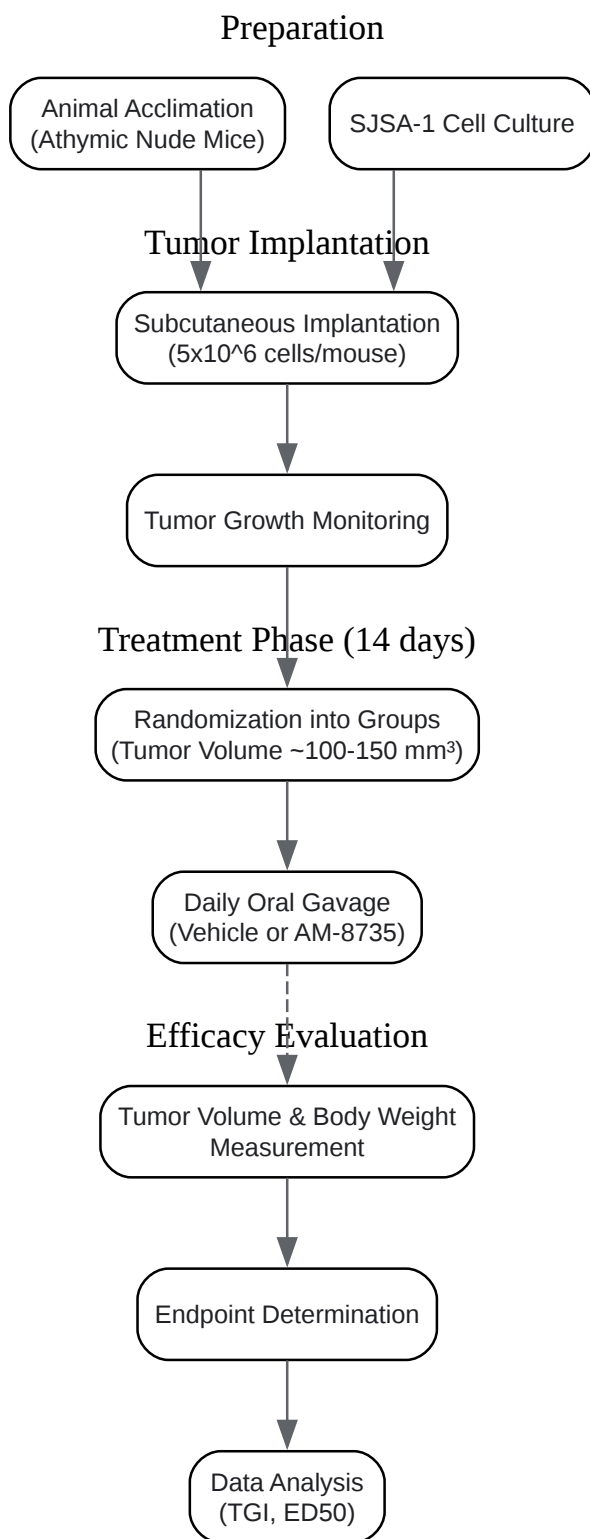 Preparation
Animal Acclimation
(Athymic Nude Mice)
SJSA-1 Cell Culture
Tumor Implantation
Subcutaneous Implantation
(5x10^6 cells/mouse)
Tumor Growth Monitoring
Treatment Phase (14 days)
Randomization into Groups
(Tumor Volume ~100-150 mm³)
Daily Oral Gavage
(Vehicle or AM-8735)
Efficacy Evaluation
Tumor Volume & Body Weight
Measurement
Endpoint Determination
Data Analysis
(TGI, ED50)